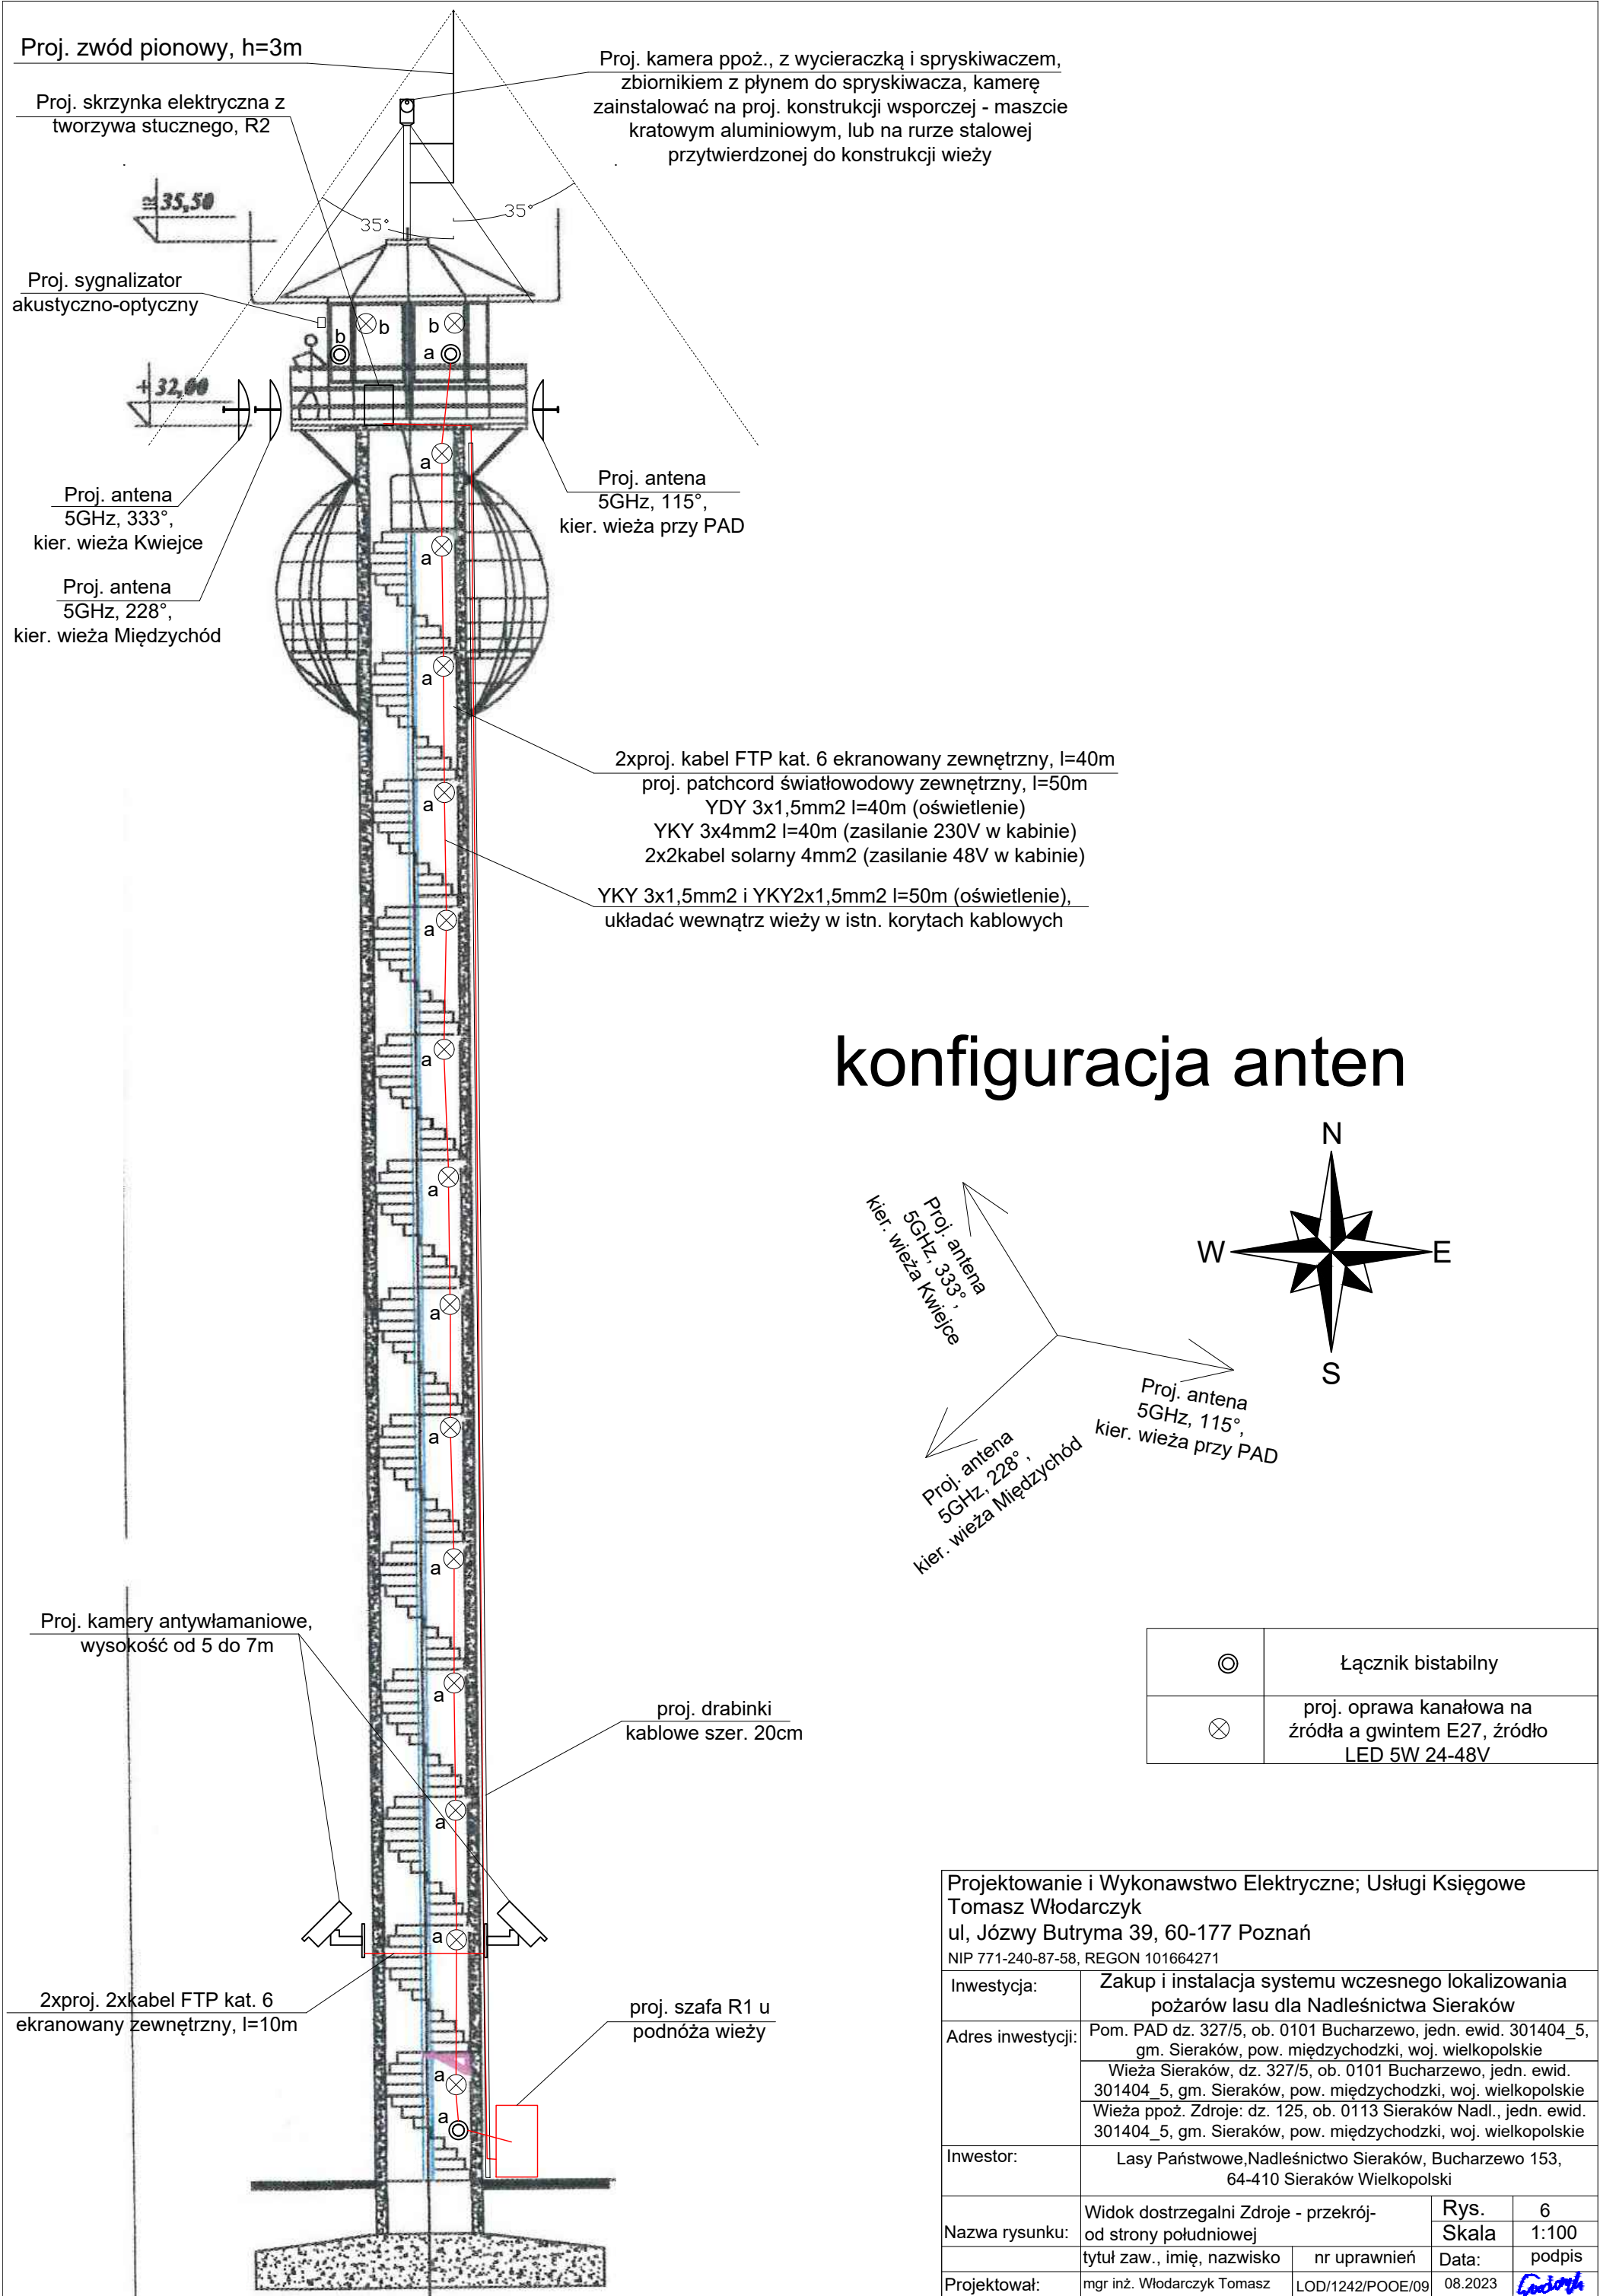 Proj. zwód pionowy, h=3m
Proj. skrzynka elektryczna z
tworzywa stucznego, R2
Proj. kamera ppoż., z wycieraczką i spryskiwaczem,
zbiornikiem z płynem do spryskiwacza, kamerę
zainstalować na proj. konstrukcji wsporczej - maszcie
kratowym aluminiowym, lub na rurze stalowej
przytwierdzonej do konstrukcji wieży
≅ 35,50
35°
35°
Proj. sygnalizator
akustyczno-optyczny
b
b
b
a
+ 32,00
a
Proj. antena
5GHz, 333°,
kier. wieża Kwiejce
Proj. antena
5GHz, 115°,
kier. wieża przy PAD
a
Proj. antena
5GHz, 228°,
kier. wieża Międzychód
a
2xproj. kabel FTP kat. 6 ekranowany zewnętrzny, l=40m
proj. patchcord światłowodowy zewnętrzny, l=50m
YDY 3x1,5mm2 l=40m (oświetlenie)
YKY 3x4mm2 l=40m (zasilanie 230V w kabinie)
2x2kabel solarny 4mm2 (zasilanie 48V w kabinie)
a
YKY 3x1,5mm2 i YKY2x1,5mm2 l=50m (oświetlenie),
układać wewnątrz wieży w istn. korytach kablowych
a
a
konfiguracja anten
N
W
E
S
a
Proj. antena
5GHz, 333°,
kier. wieża Kwiejce
a
Proj. antena
5GHz, 115°,
kier. wieża przy PAD
a
Proj. antena
5GHz, 228°,
kier. wieża Międzychód
a
Proj. kamery antywłamaniowe,
wysokość od 5 do 7m
a
proj. drabinki
kablowe szer. 20cm
Łącznik bistabilny
proj. oprawa kanałowa na
źródła a gwintem E27, źródło
LED 5W 24-48V
a
a
2xproj. 2xkabel FTP kat. 6
ekranowany zewnętrzny, l=10m
proj. szafa R1 u
podnóża wieży
a
a
Projektowanie i Wykonawstwo Elektryczne; Usługi Księgowe
Tomasz Włodarczyk
ul, Józwy Butryma 39, 60-177 Poznań
NIP 771-240-87-58, REGON 101664271
Inwestycja:
Zakup i instalacja systemu wczesnego lokalizowania
pożarów lasu dla Nadleśnictwa Sieraków
Adres inwestycji:
Pom. PAD dz. 327/5, ob. 0101 Bucharzewo, jedn. ewid. 301404_5,
gm. Sieraków, pow. międzychodzki, woj. wielkopolskie
Wieża Sieraków, dz. 327/5, ob. 0101 Bucharzewo, jedn. ewid.
301404_5, gm. Sieraków, pow. międzychodzki, woj. wielkopolskie
Wieża ppoż. Zdroje: dz. 125, ob. 0113 Sieraków Nadl., jedn. ewid.
301404_5, gm. Sieraków, pow. międzychodzki, woj. wielkopolskie
Inwestor:
Lasy Państwowe,Nadleśnictwo Sieraków, Bucharzewo 153,
64-410 Sieraków Wielkopolski
Nazwa rysunku:
Widok dostrzegalni Zdroje - przekrój-
od strony południowej
Rys.
6
Skala
1:100
tytuł zaw., imię, nazwisko
nr uprawnień
Data:
podpis
Projektował:
mgr inż. Włodarczyk Tomasz
LOD/1242/POOE/09
08.2023